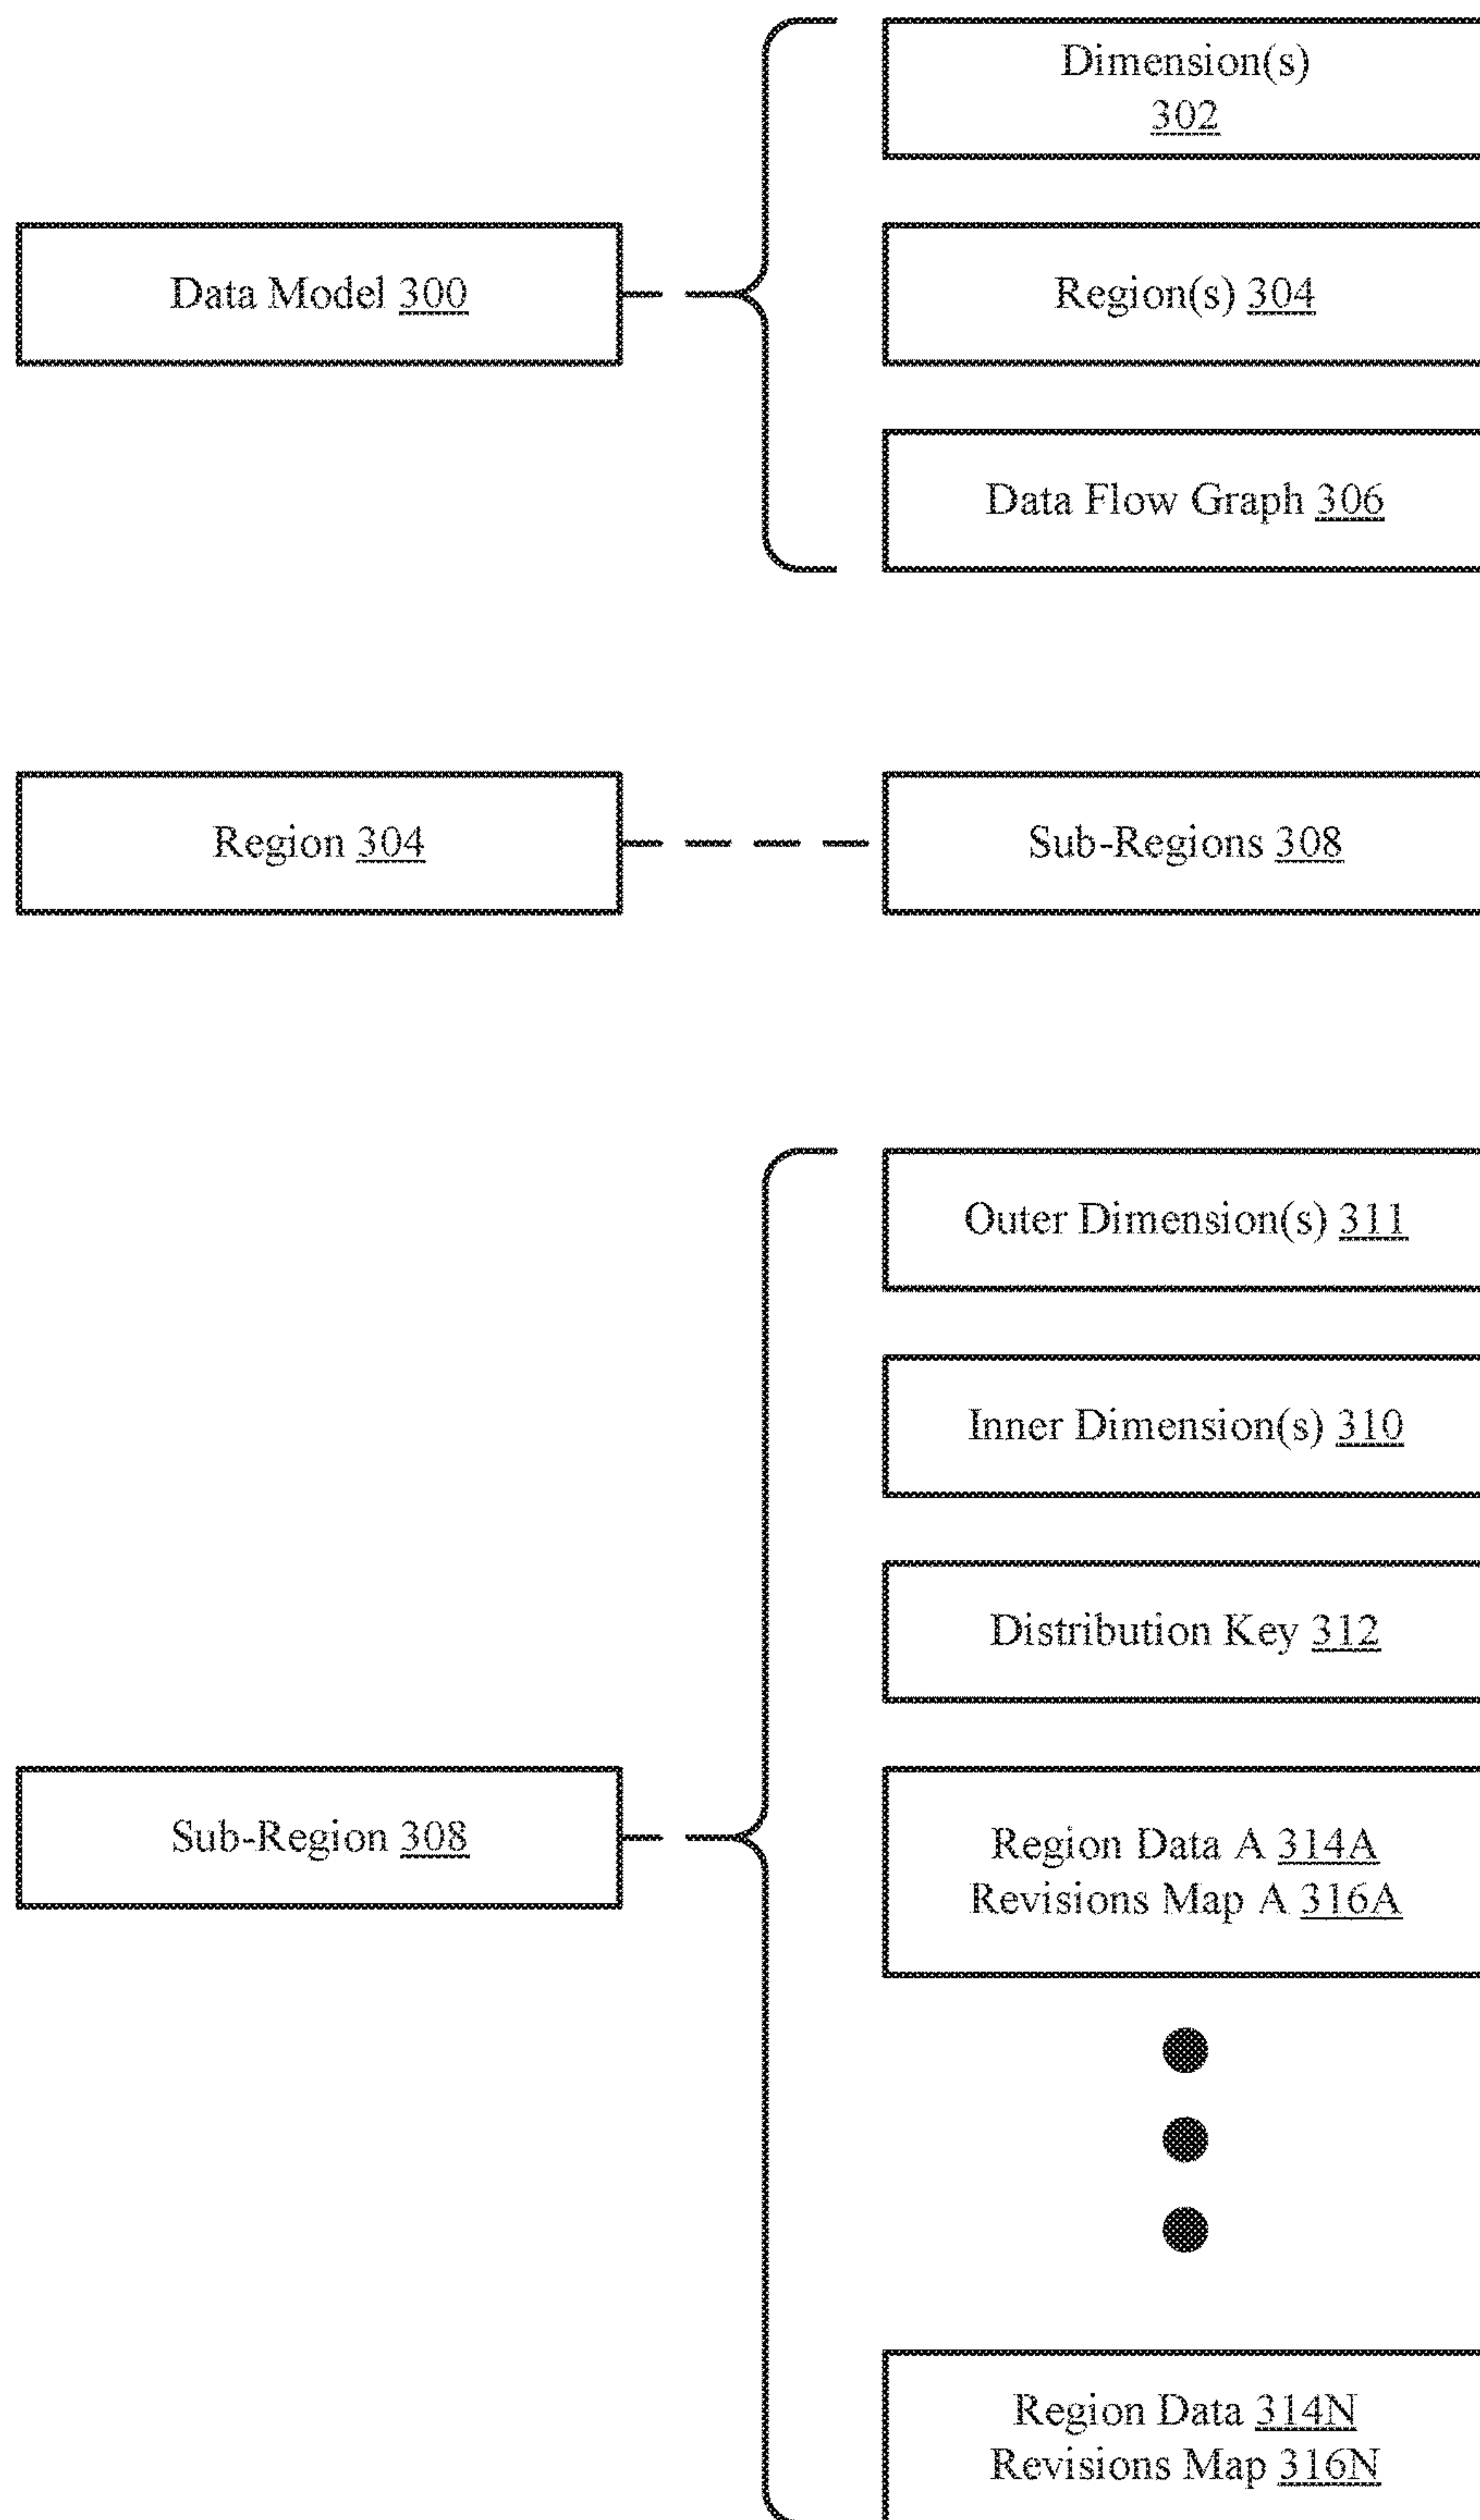 Dimension(s)
302
Data Model 300
Region(s) 304
Data Flow Graph 306
Region 304
Sub-Regions 308
Outer Dimension(s) 311
Inner Dimension(s) 310
Distribution Key 312
Sub-Region 308
Region Data A 314A
Revisions Map A 316A
Region Data 314N
Revisions Map 316N